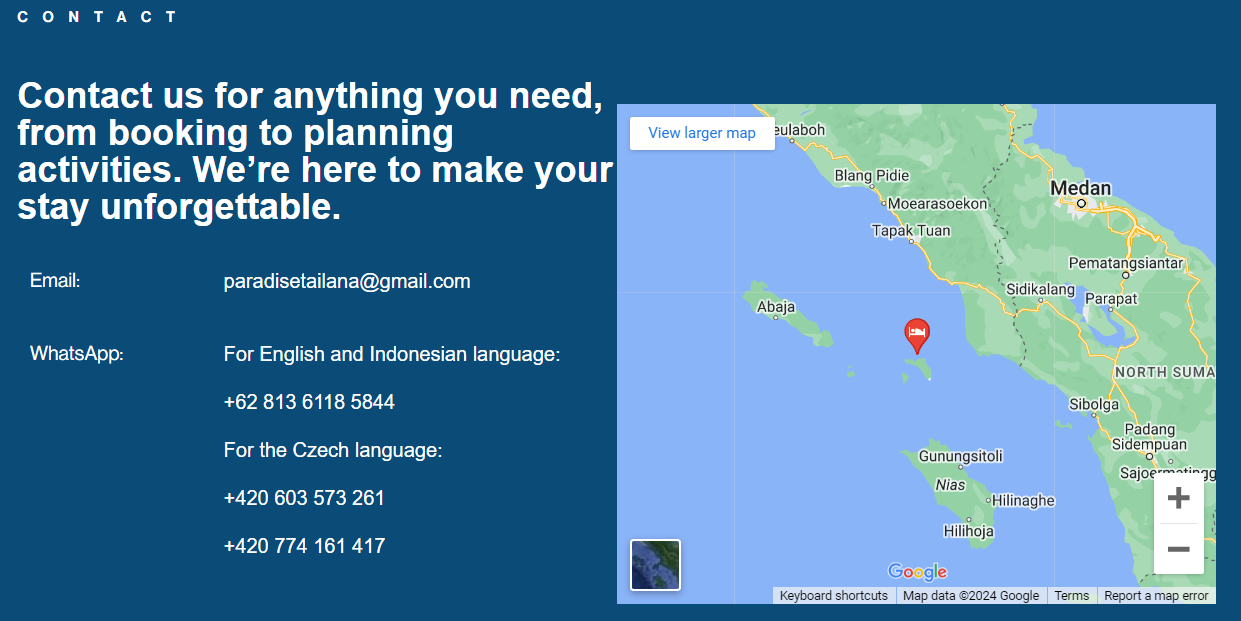 CONTACT
Contact us for anything you need,
from booking to planning
activities. We’re here to make your
stay unforgettable.
Email:
paradisetailana@gmail.com
WhatsApp:
For English and Indonesian language:
+62 813 6118 5844
For the Czech language:
+420 603 573 261
+420 774 161 417
View larger map
eulaboh
Blang Pidie
Medan
Moearasoekon
Tapak Tuan
Pematangsiantar
Sidikalang
Parapat
Abaja
NORTH SUMA
Sibolga
Padang
Sidempuan
Gunungsitoli
Sajoermatingg
Nias
Hilinaghe
Hilihoja
Google
Keyboard shortcuts
Map data ©2024 Google
Terms
Report a map error